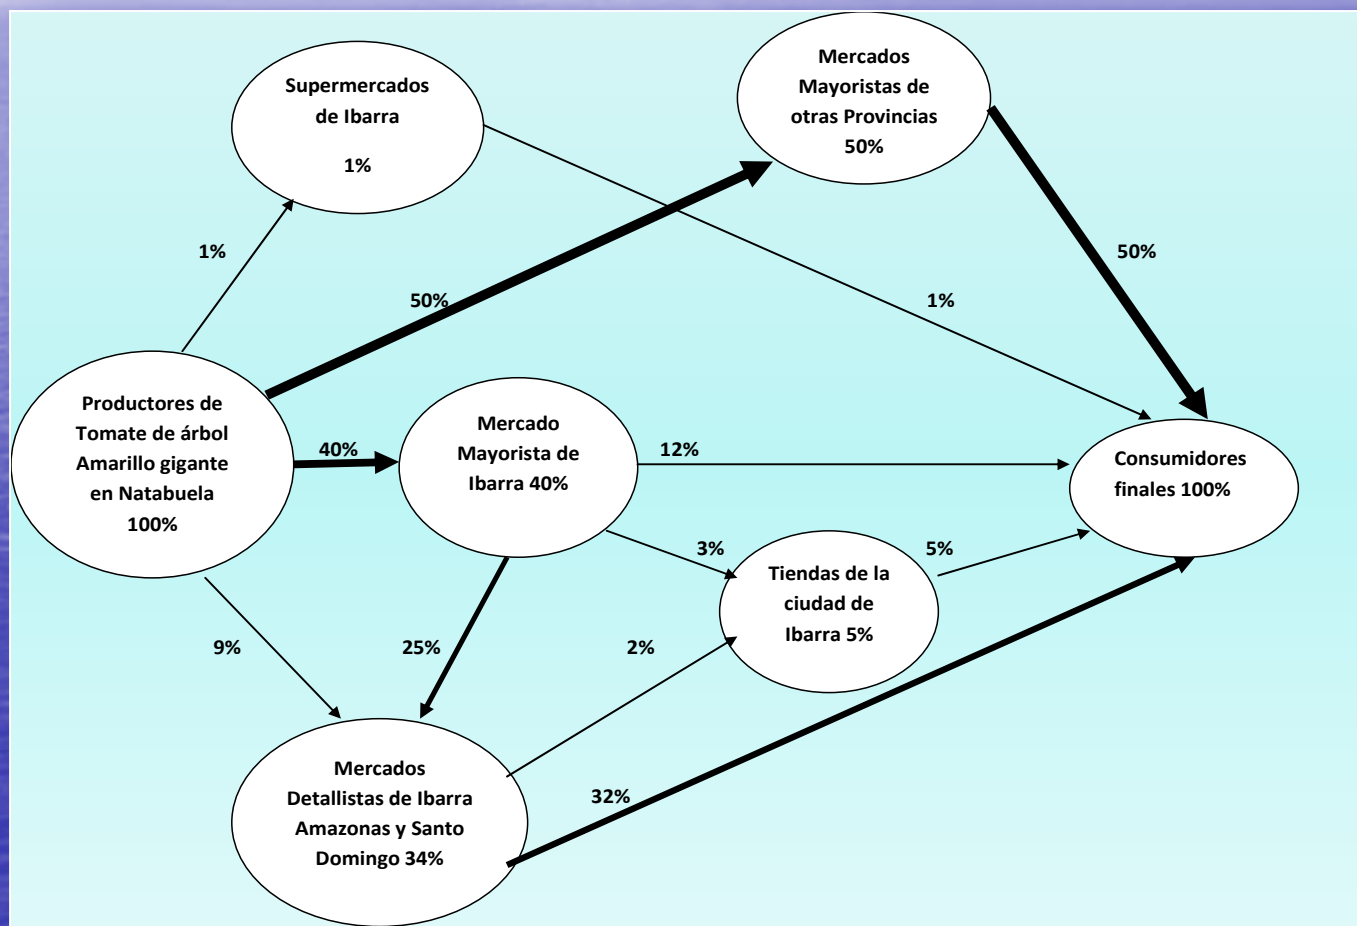 Supermercados
de Ibarra
1%
Mercados
Mayoristas de
otras Provincias
50%
1%
50%
1%
50%
Productores de
Tomate de árbol
Amarillo gigante
en Natabuela
100%
40%
Mercado
Mayorista de
Ibarra 40%
12%
Consumidores
finales 100%
3%
5%
Tiendas de la
ciudad de
Ibarra 5%
9%
25%
2%
Mercados
Detallistas de Ibarra
Amazonas y Santo
Domingo 34%
32%